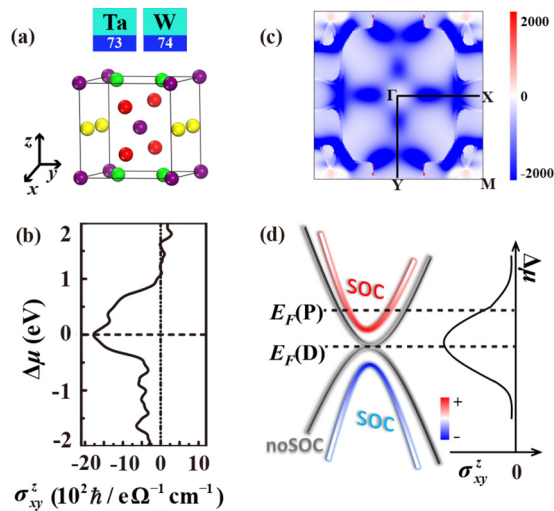 (a)
Ta W
73 74
z
y
x
(b)
2
1
0
-1
-2
Δμ (eV)
-20 -10 0 10
σ^z_xy (10² ħ / e Ω⁻¹ cm⁻¹)
(c)
Γ X
Y M
2000
0
-2000
(d)
SOC
E_F(P)
E_F(D)
SOC
noSOC
+
-
Δμ
σ^z_xy 0